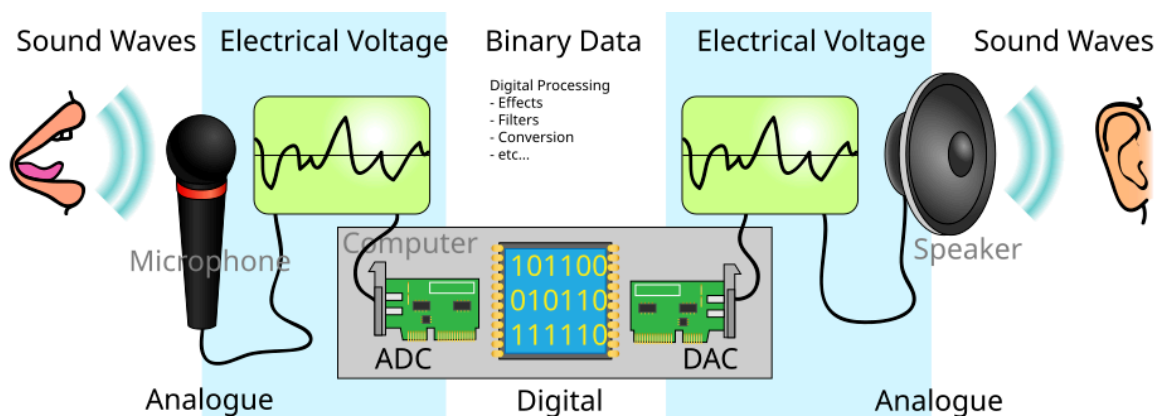 Sound Waves
Electrical Voltage
Binary Data
Electrical Voltage
Sound Waves
Digital Processing
- Effects
- Filters
- Conversion
- etc...
Microphone
Computer
Speaker
101100
010110
111110
ADC
DAC
Analogue
Digital
Analogue